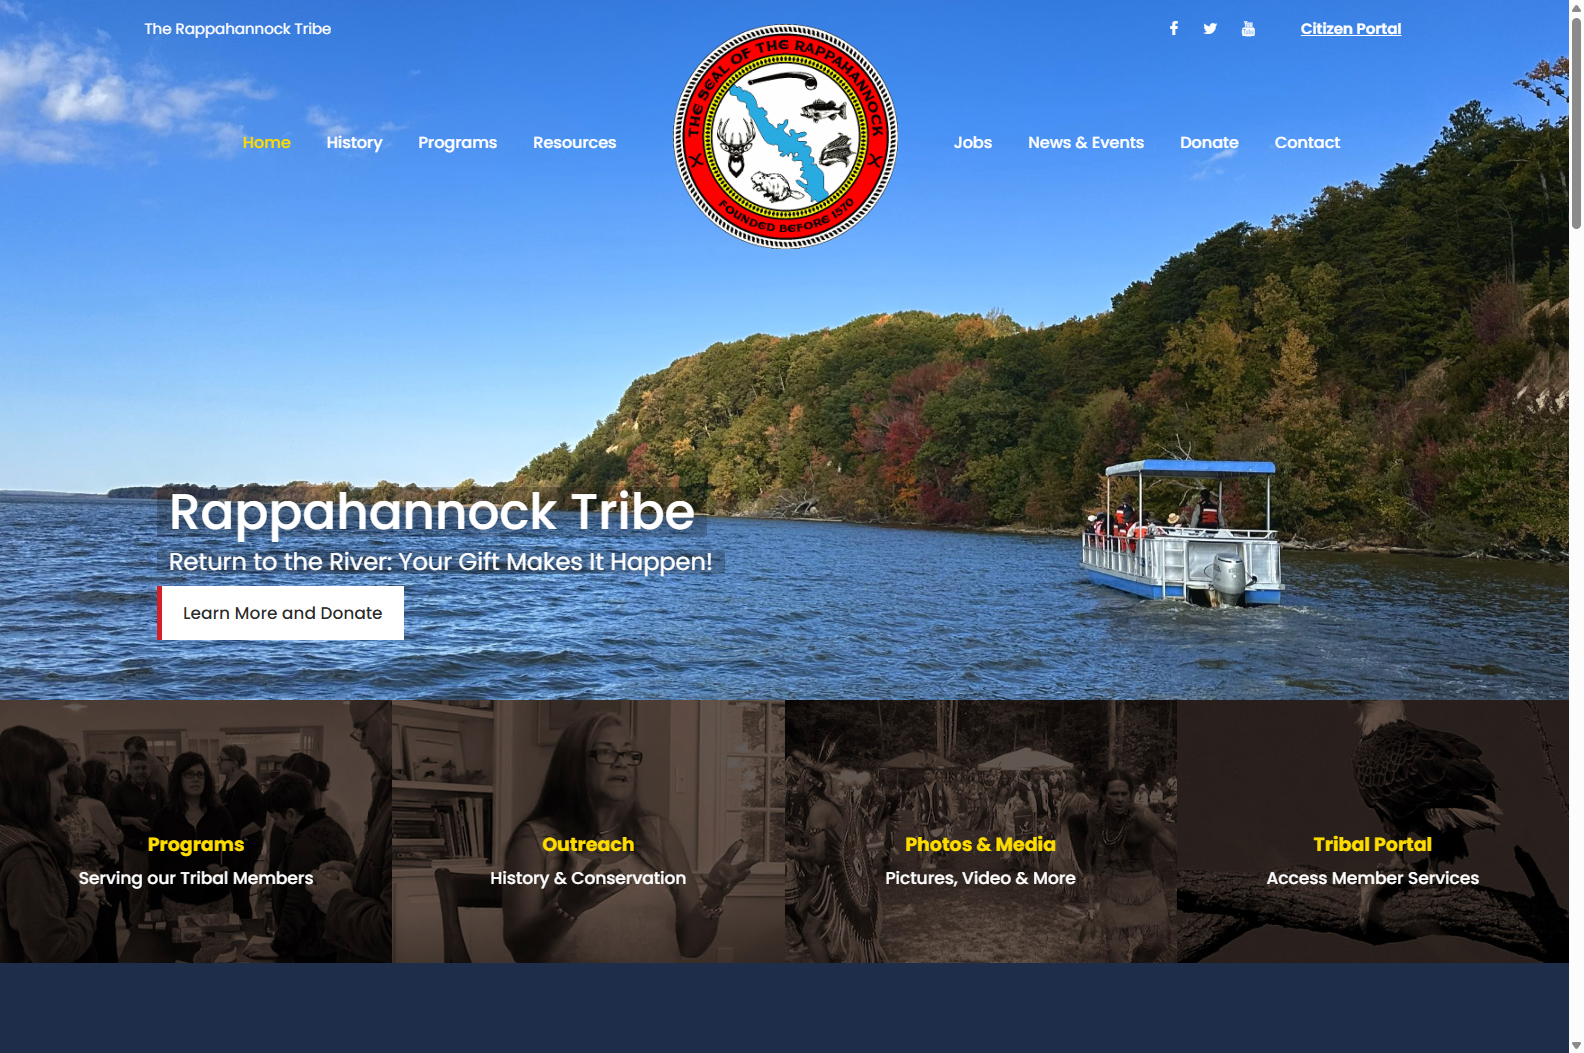 The Rappahannock Tribe
Citizen Portal
THE SEAL OF THE RAPPAHANNOCK
FOUNDED BEFORE 1570
Home
History
Programs
Resources
Jobs
News & Events
Donate
Contact
Rappahannock Tribe
Return to the River: Your Gift Makes It Happen!
Learn More and Donate
Programs
Serving our Tribal Members
Outreach
History & Conservation
Photos & Media
Pictures, Video & More
Tribal Portal
Access Member Services